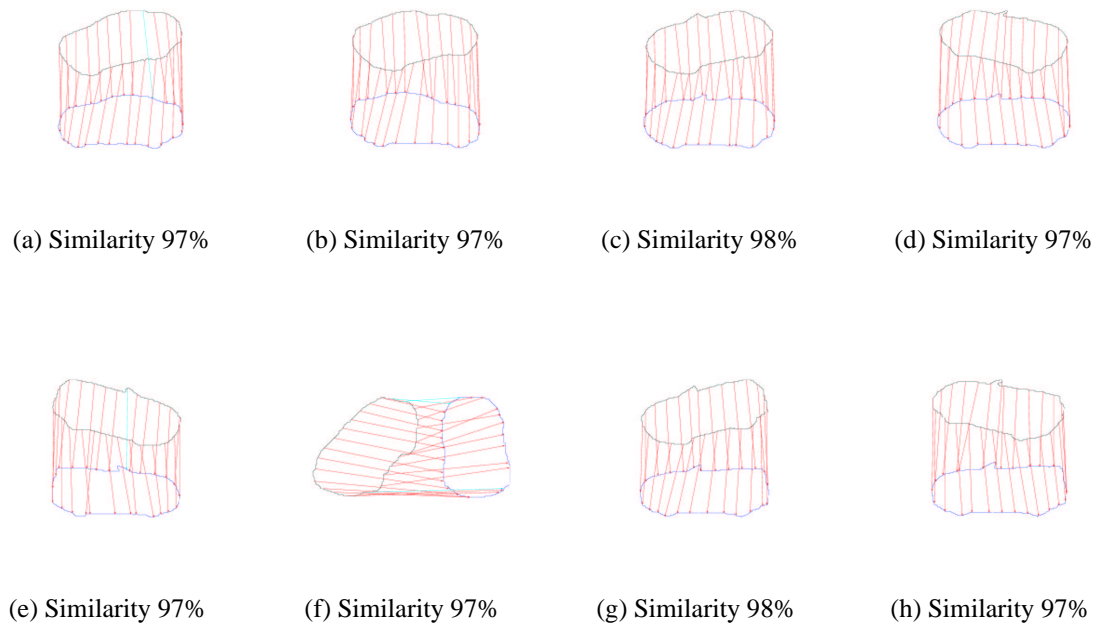 (a) Similarity 97%
(b) Similarity 97%
(c) Similarity 98%
(d) Similarity 97%
(e) Similarity 97%
(f) Similarity 97%
(g) Similarity 98%
(h) Similarity 97%